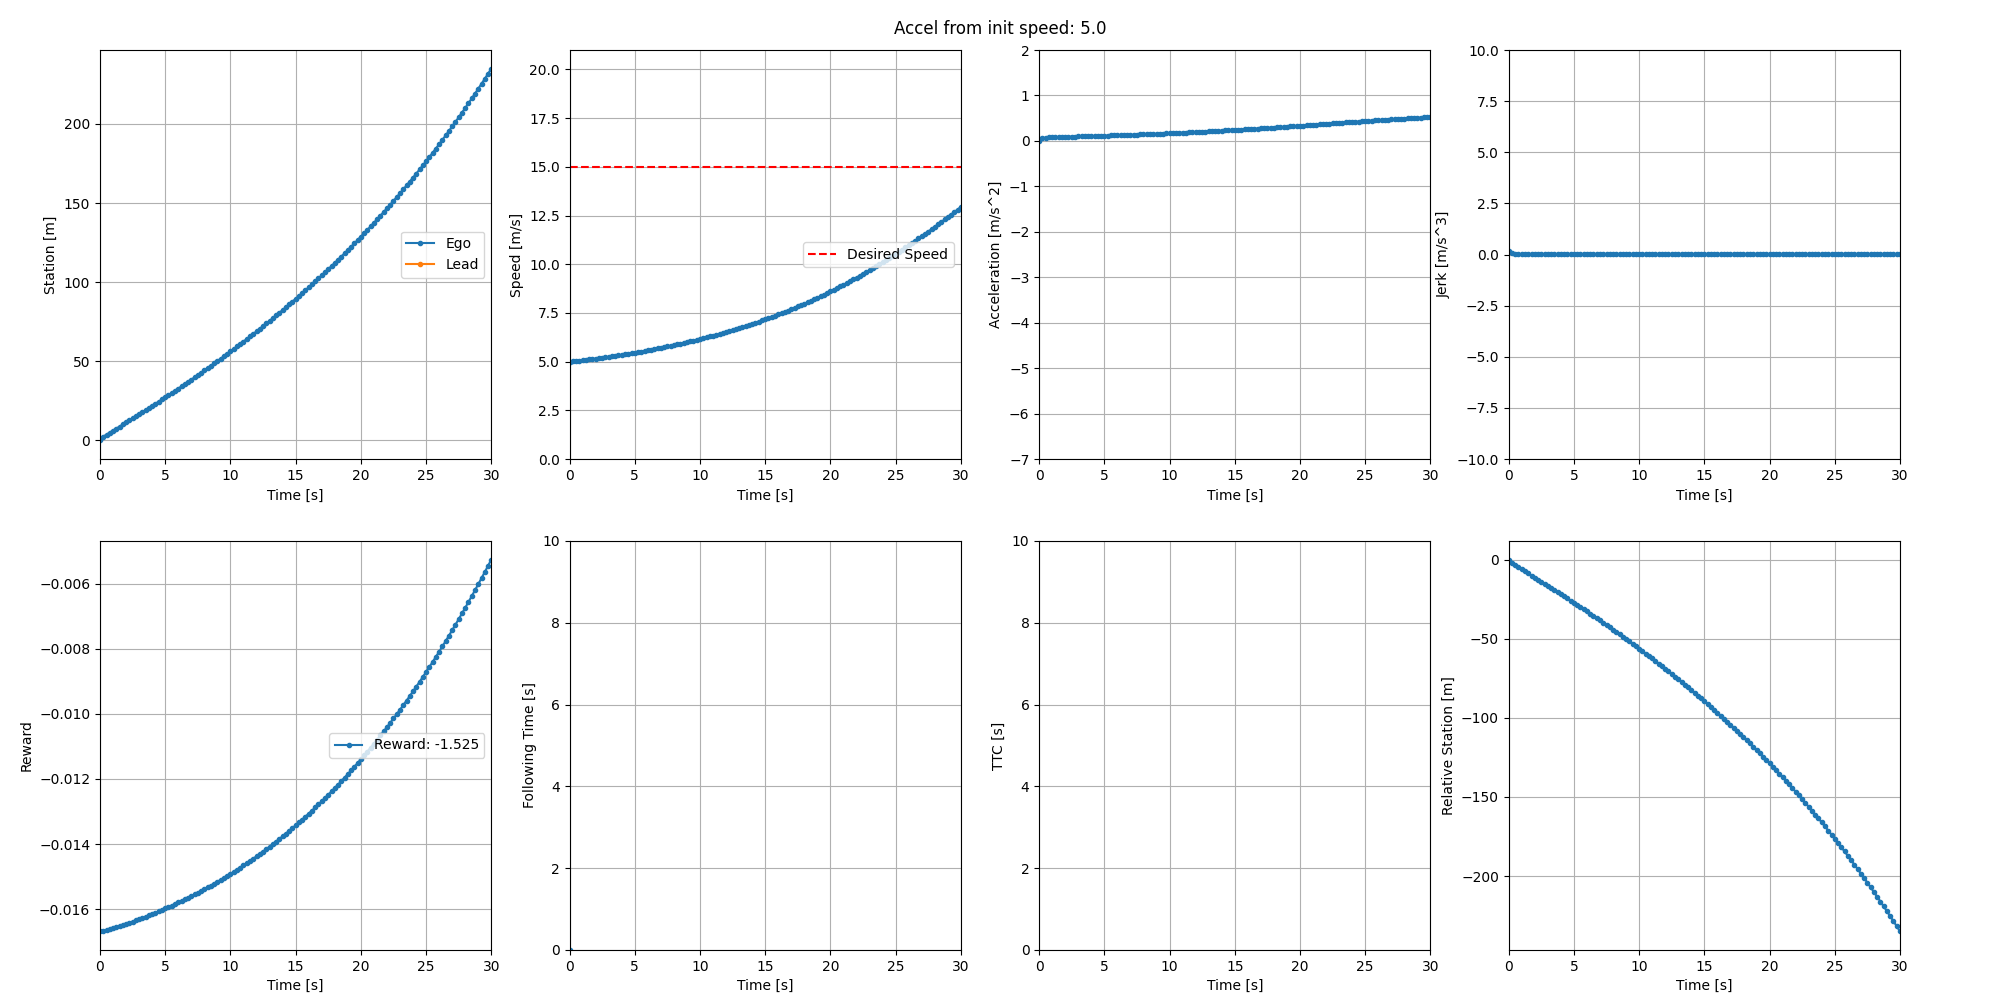 Accel from init speed: 5.0
Station [m]
200
150
100
50
0
0 5 10 15 20 25 30
Time [s]
Ego
Lead
Speed [m/s]
20.0
17.5
15.0
12.5
10.0
7.5
5.0
2.5
0.0
0 5 10 15 20 25 30
Time [s]
Desired Speed
Acceleration [m/s^2]
2
1
0
−1
−2
−3
−4
−5
−6
−7
0 5 10 15 20 25 30
Time [s]
Jerk [m/s^3]
10.0
7.5
5.0
2.5
0.0
−2.5
−5.0
−7.5
−10.0
0 5 10 15 20 25 30
Time [s]
Reward
−0.006
−0.008
−0.010
−0.012
−0.014
−0.016
0 5 10 15 20 25 30
Time [s]
Reward: -1.525
Following Time [s]
10
8
6
4
2
0
0 5 10 15 20 25 30
Time [s]
TTC [s]
10
8
6
4
2
0
0 5 10 15 20 25 30
Time [s]
Relative Station [m]
0
−50
−100
−150
−200
0 5 10 15 20 25 30
Time [s]